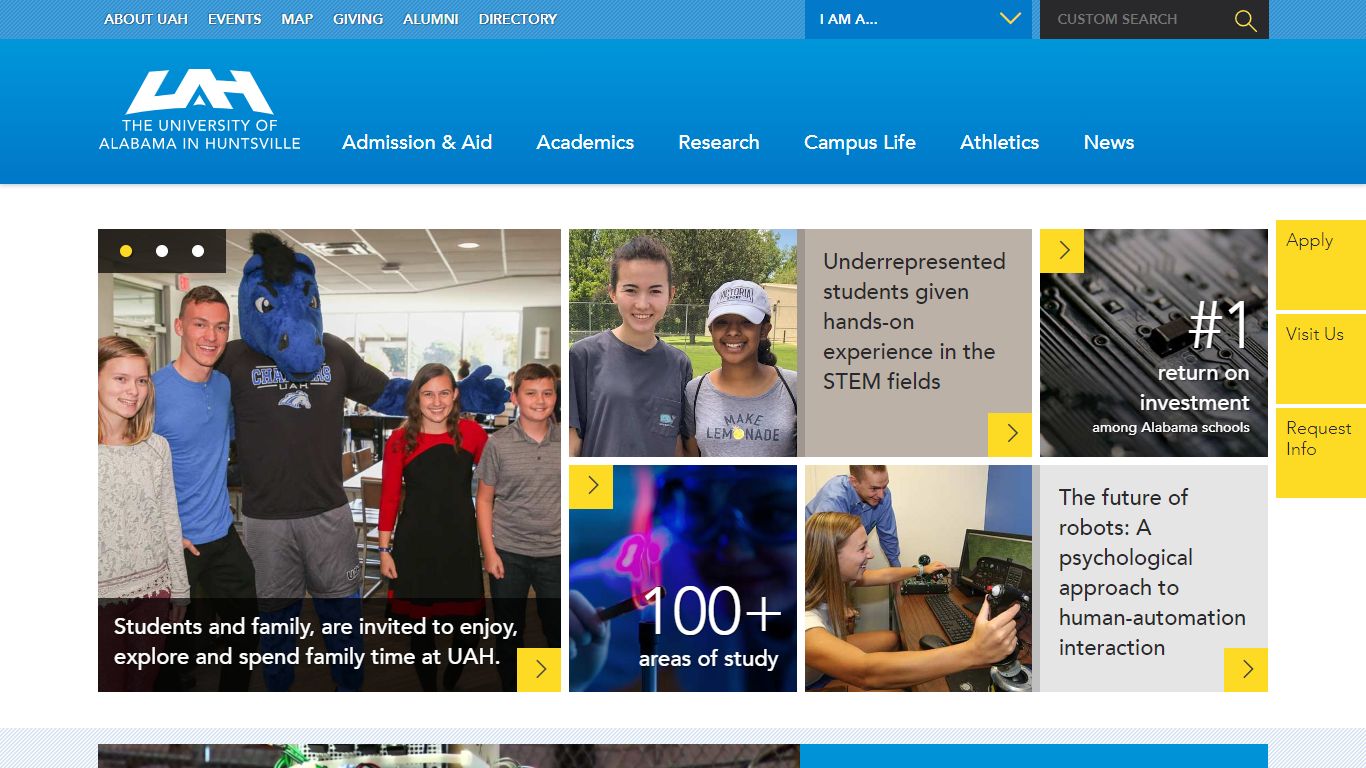 ABOUT UAH EVENTS MAP GIVING ALUMNI DIRECTORY
I AM A...
CUSTOM SEARCH
UAH
THE UNIVERSITY OF
ALABAMA IN HUNTSVILLE
Admission & Aid Academics Research Campus Life Athletics News
CHARGERS
UAH
Students and family, are invited to enjoy,
explore and spend family time at UAH.
VICTORIA
SPORT
MAKE
LEMONADE
Underrepresented
students given
hands-on
experience in the
STEM fields
#1
return on
investment
among Alabama schools
100+
areas of study
The future of
robots: A
psychological
approach to
human-automation
interaction
Apply
Visit Us
Request
Info